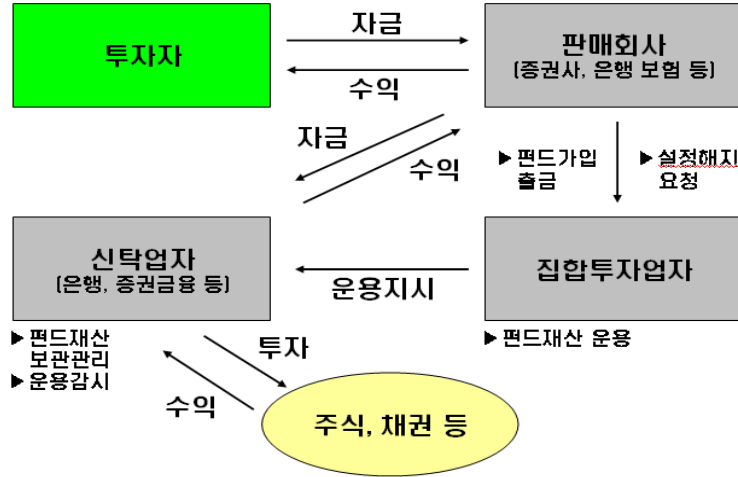 투자자
자금
수익
판매회사
(증권사, 은행 보험 등)
자금
수익
▶ 펀드가입
출금
▶ 설정해지
요청
신탁업자
(은행, 증권금융 등)
운용지시
집합투자업자
▶ 펀드재산
보관관리
▶ 운용감시
▶ 펀드재산 운용
투자
수익
주식, 채권 등